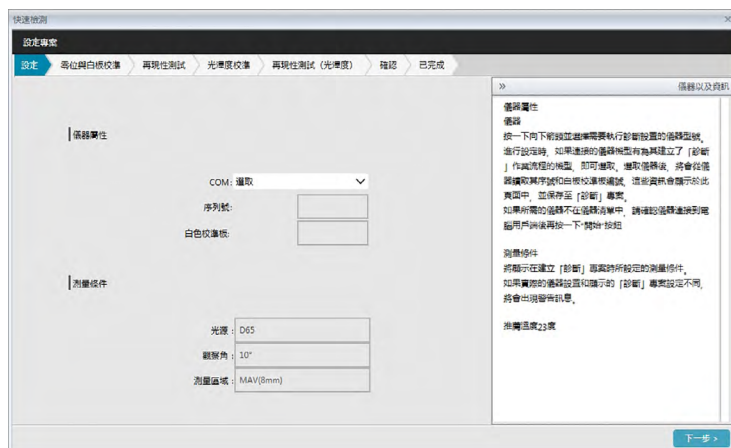 快速檢測
設定專案
設定 零位與白板校準 再現性測試 光澤度校準 再現性測試（光澤度） 確認 已完成
» 儀器以及資訊
儀器屬性
COM: 選取
序列號:
白色校準板:
測量條件
光源： D65
觀察角： 10°
測量區域： MAV(8mm)
儀器屬性
儀器
按一下向下箭頭並選擇需要執行診斷設置的儀器型號。
進行設定時，如果連接的儀器機型有為其建立了「診斷
」作業流程的機型，即可選取。選取儀器後，將會從儀
器讀取其序號和白板校準板編號，這些資訊會顯示於此
頁面中，並保存至「診斷」專案。
如果所需的儀器不在儀器清單中，請確認儀器連接到電
腦用戶端後再按一下"開始"按鈕
測量條件
將顯示在建立「診斷」專案時所設定的測量條件。
如果實際的儀器設置和顯示的「診斷」專案設定不同，
將會出現警告訊息。
推薦溫度23度
下一步 >